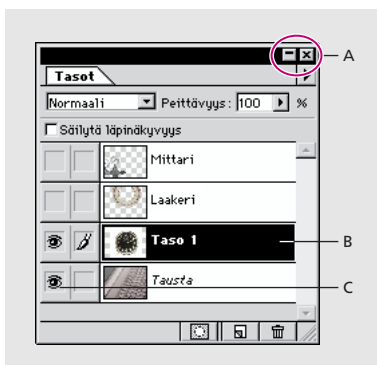 A
Tasot
Normaali Peittävyys: 100 %
Säilytä läpinäkyvyys
Mittari
Laakeri
Taso 1
B
Tausta
C